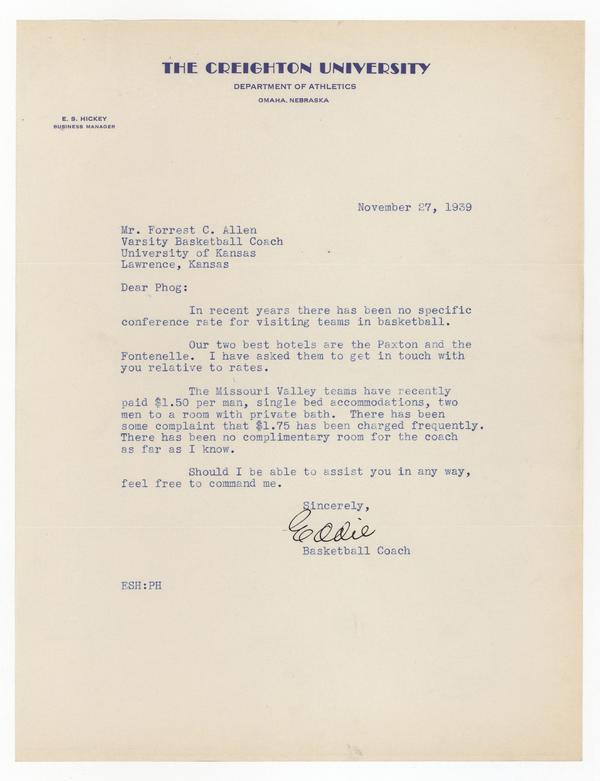 THE CREIGHTON UNIVERSITY
DEPARTMENT OF ATHLETICS
OMAHA, NEBRASKA
E. S. HICKEY
BUSINESS MANAGER
November 27, 1939
Mr. Forrest C. Allen
Varsity Basketball Coach
University of Kansas
Lawrence, Kansas
Dear Phog:
In recent years there has been no specific
conference rate for visiting teams in basketball.
Our two best hotels are the Paxton and the
Fontenelle. I have asked them to get in touch with
you relative to rates.
The Missouri Valley teams have recently
paid $1.50 per man, single bed accommodations, two
men to a room with private bath. There has been
some complaint that $1.75 has been charged frequently.
There has been no complimentary room for the coach
as far as I know.
Should I be able to assist you in any way,
feel free to command me.
Sincerely,
Eddie
Basketball Coach
ESH:PH